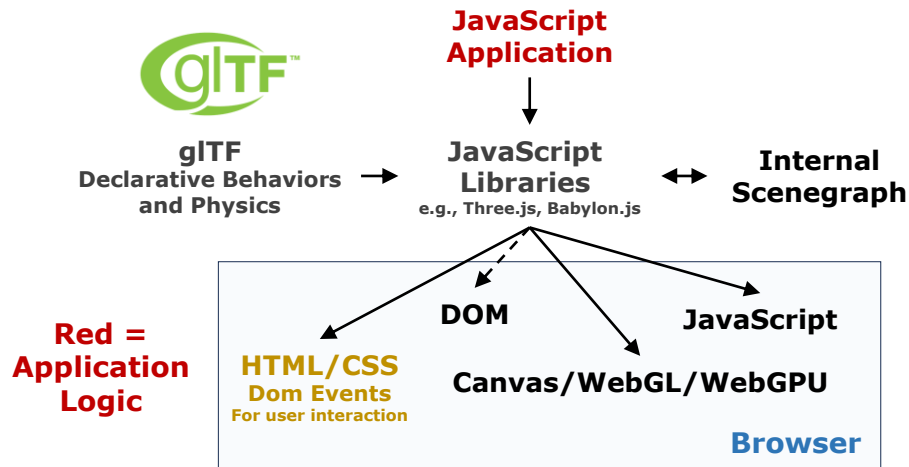 JavaScript
Application
glTF™
glTF
Declarative Behaviors
and Physics
JavaScript
Libraries
e.g., Three.js, Babylon.js
Internal
Scenegraph
Red =
Application
Logic
DOM
JavaScript
HTML/CSS
Dom Events
For user interaction
Canvas/WebGL/WebGPU
Browser